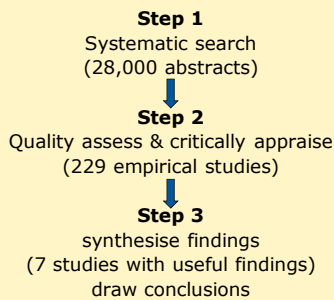 Step 1
Systematic search
(28,000 abstracts)
Step 2
Quality assess & critically appraise
(229 empirical studies)
Step 3
synthesise findings
(7 studies with useful findings)
draw conclusions